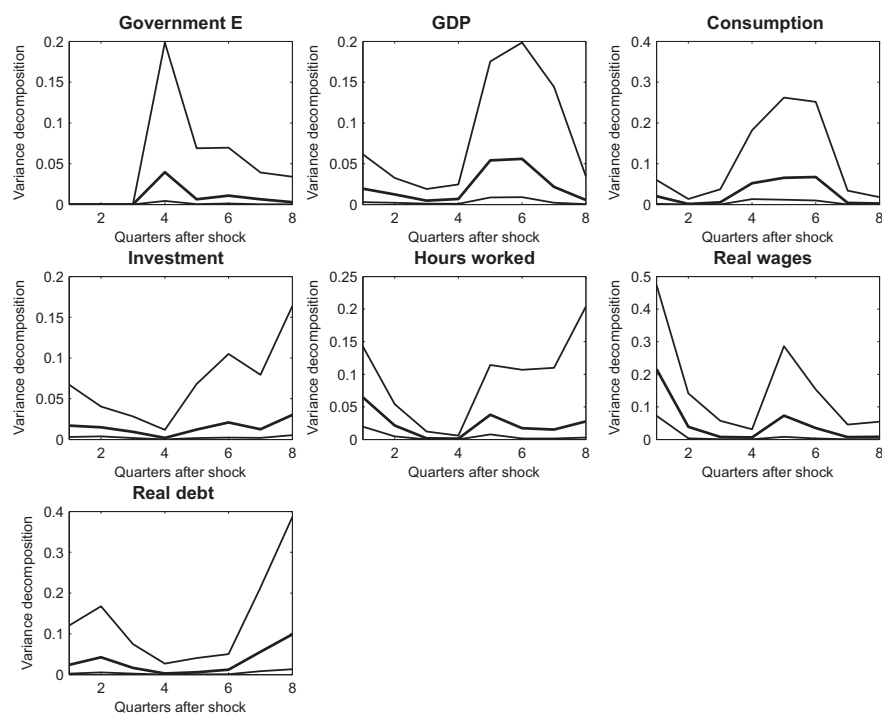 Government E
Variance decomposition
0.2
0.15
0.1
0.05
0
2 4 6 8
Quarters after shock
GDP
Variance decomposition
0.2
0.15
0.1
0.05
0
2 4 6 8
Quarters after shock
Consumption
Variance decomposition
0.4
0.3
0.2
0.1
0
2 4 6 8
Quarters after shock
Investment
Variance decomposition
0.2
0.15
0.1
0.05
0
2 4 6 8
Quarters after shock
Hours worked
Variance decomposition
0.25
0.2
0.15
0.1
0.05
0
2 4 6 8
Quarters after shock
Real wages
Variance decomposition
0.5
0.4
0.3
0.2
0.1
0
2 4 6 8
Quarters after shock
Real debt
Variance decomposition
0.4
0.3
0.2
0.1
0
2 4 6 8
Quarters after shock